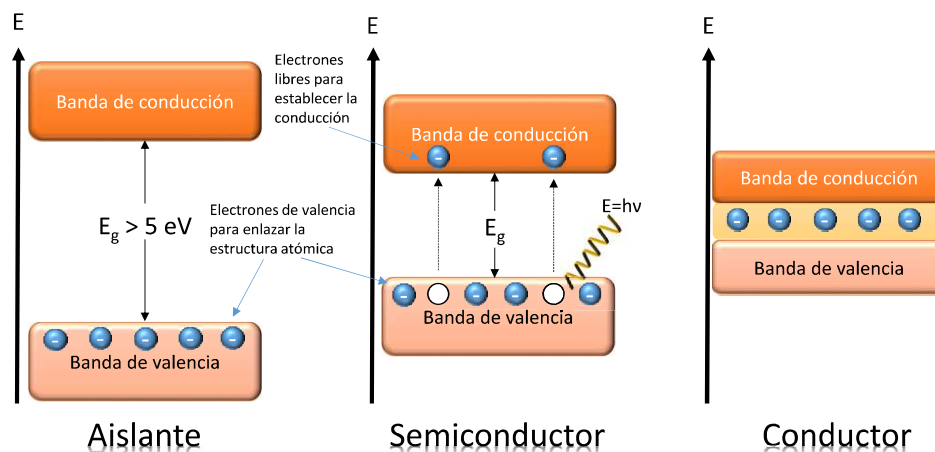 E
Banda de conducción
E_g > 5 eV
-
-
-
-
-
Banda de valencia
Aislante
Electrones
libres para
establecer la
conducción
Electrones de valencia
para enlazar la
estructura atómica
E
Banda de conducción
-
-
E_g
E=hν
-
-
-
-
Banda de valencia
Semiconductor
E
Banda de conducción
-
-
-
-
-
Banda de valencia
Conductor